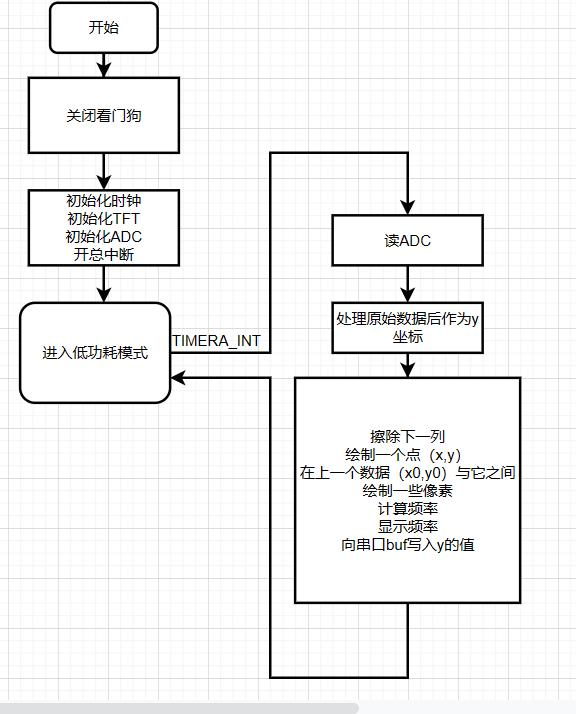 开始
关闭看门狗
初始化时钟
初始化TFT
初始化ADC
开总中断
进入低功耗模式
TIMERA_INT
读ADC
处理原始数据后作为y
坐标
擦除下一列
绘制一个点（x,y）
在上一个数据（x0,y0）与它之间
绘制一些像素
计算频率
显示频率
向串口buf写入y的值